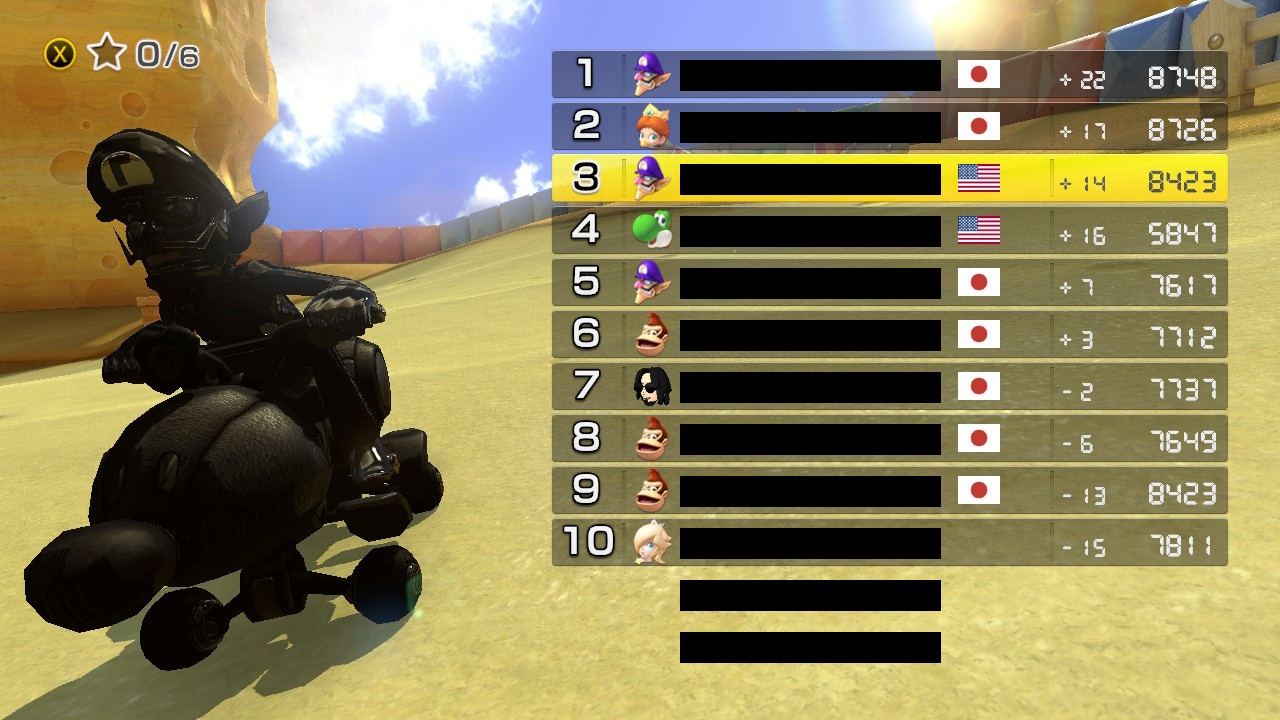 X 0/6
1 + 22 8748
2 + 17 8726
3 + 14 8423
4 + 16 5847
5 + 7 7617
6 + 3 7712
7 - 2 7737
8 - 6 7649
9 - 13 8423
10 - 15 7811